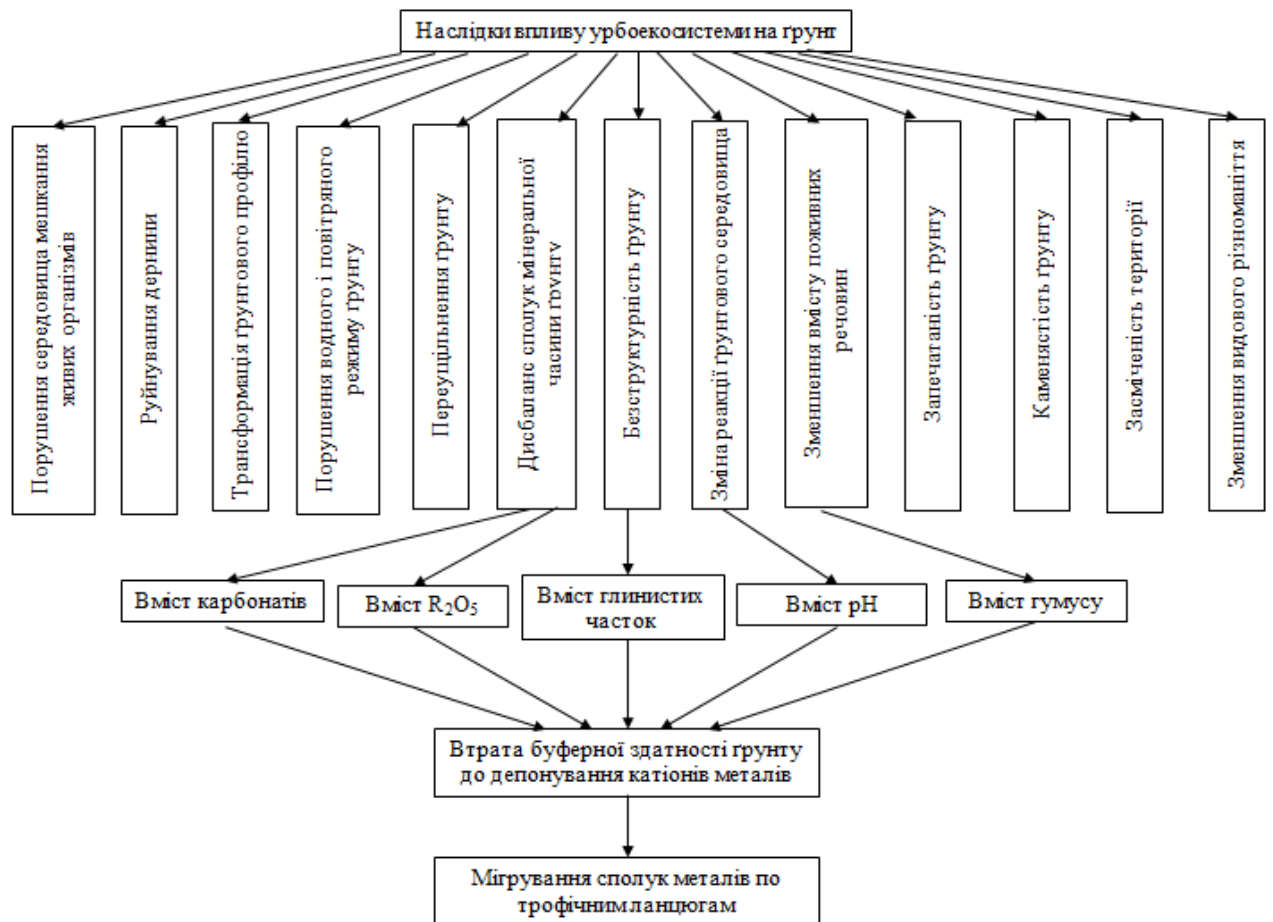 Наслідки впливу урбоекосистеми на ґрунт
Порушення середовища мешкання
живих організмів
Руйнування дернини
Трансформація ґрунтового профілю
Порушення водного і повітряного
режиму ґрунту
Переущільнення ґрунту
Дисбаланс сполук мінеральної
часини ґрунту
Безструктурність ґрунту
Зміна реакції ґрунтового середовища
Зменшення вмісту поживних
речовин
Запечатаність ґрунту
Каменястість ґрунту
Засміченість території
Зменшення видового різноманіття
Вміст карбонатів
Вміст R₂O₅
Вміст глинистих
часток
Вміст pH
Вміст гумусу
Втрата буферної здатності ґрунту
до депонування катіонів металів
Мігрування сполук металів по
трофічним ланцюгам